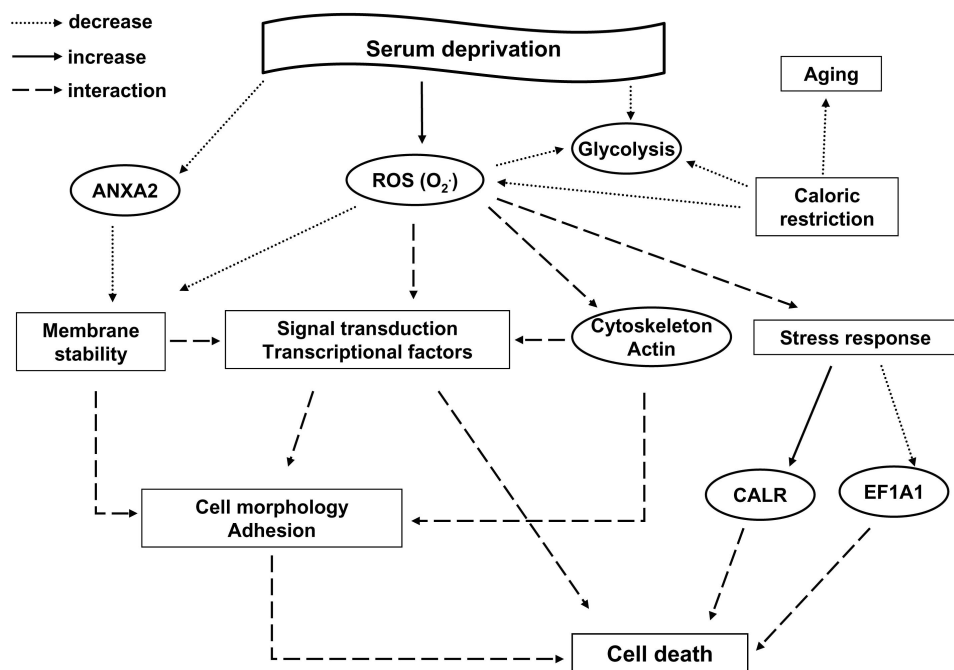 decrease
increase
interaction
Serum deprivation
Aging
Glycolysis
ANXA2
ROS (O₂·)
Caloric
restriction
Membrane
stability
Signal transduction
Transcriptional factors
Cytoskeleton
Actin
Stress response
CALR
EF1A1
Cell morphology
Adhesion
Cell death